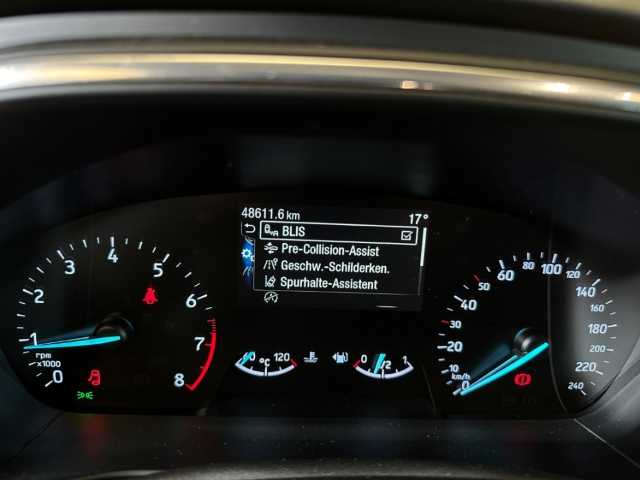 48611.6 km 17°
BLIS
Pre-Collision-Assist
Geschw.-Schilderken.
Spurhalte-Assistent
0 1 2 3 4 5 6 7 8
rpm
x1000
60 °C 120
0 1/2 1
0 10 20 30 40 50 60 80 100 120 140 160 180 200 220 240
km/h